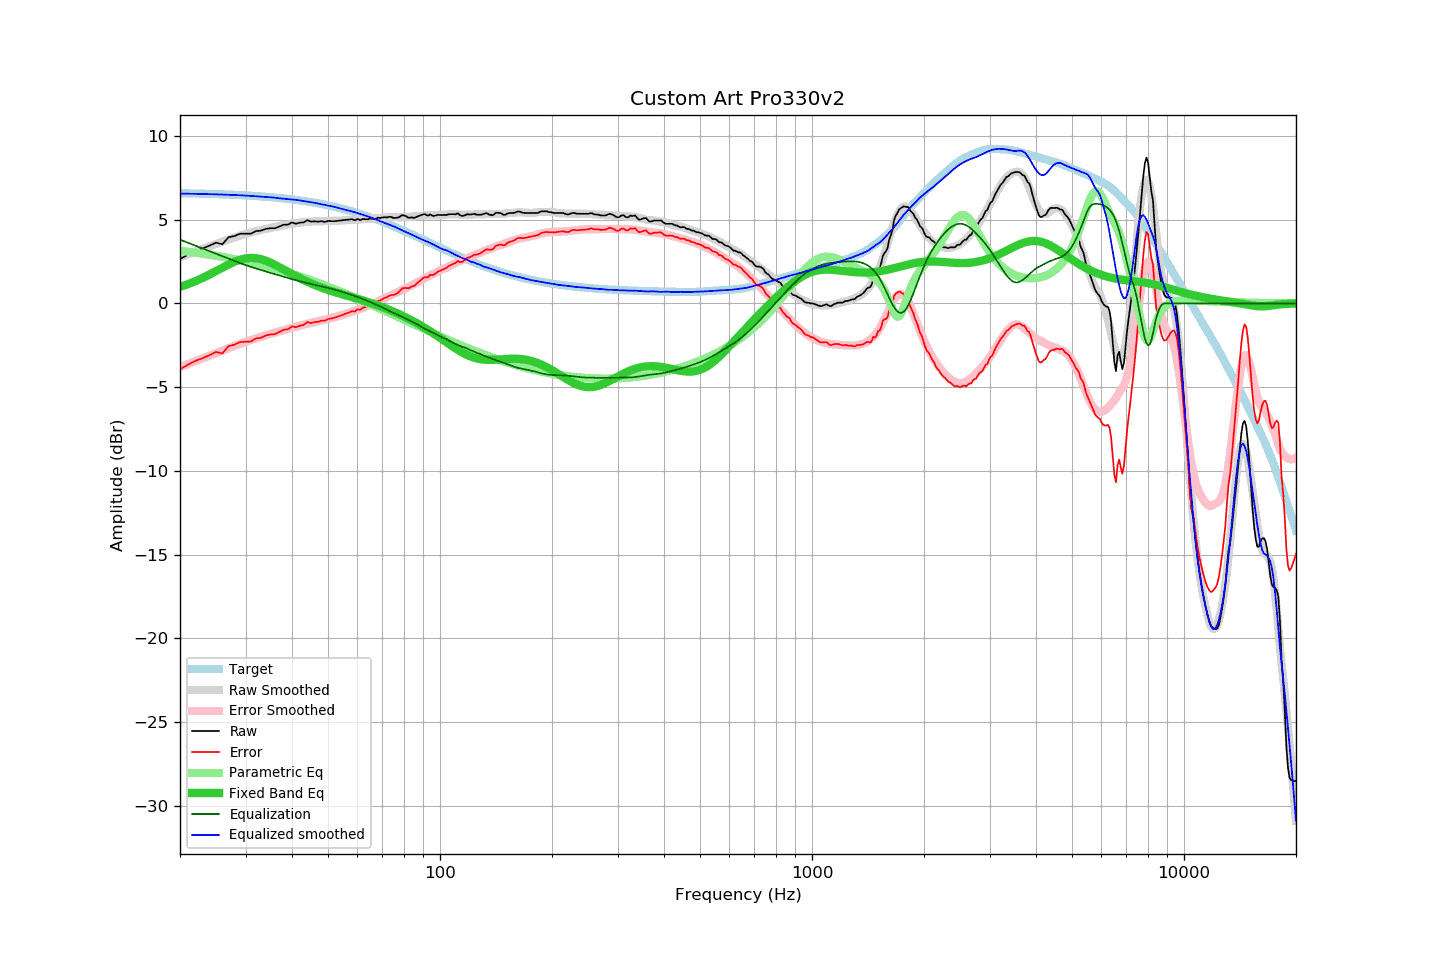 Custom Art Pro330v2
10
5
0
−5
−10
−15
−20
−25
−30
Amplitude (dBr)
Target
Raw Smoothed
Error Smoothed
Raw
Error
Parametric Eq
Fixed Band Eq
Equalization
Equalized smoothed
100
1000
10000
Frequency (Hz)